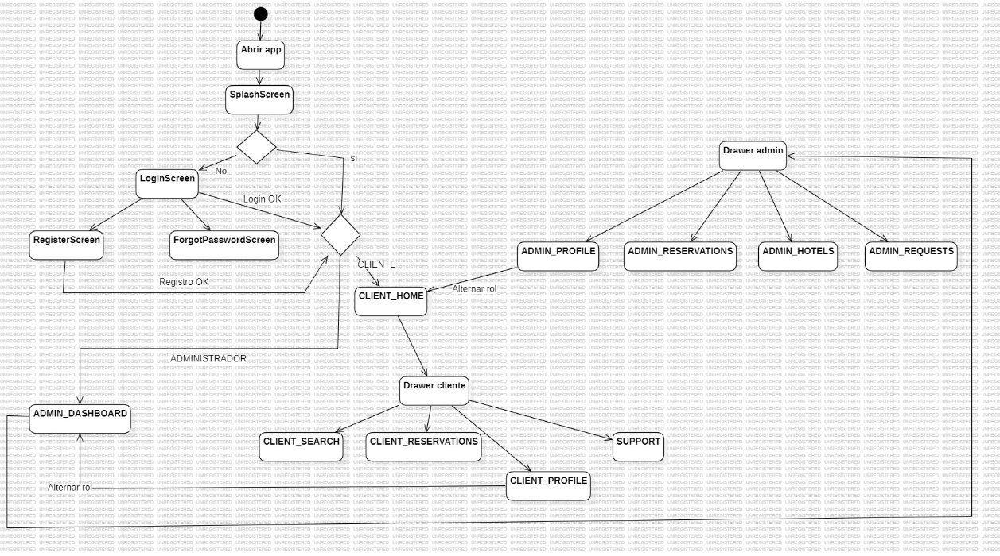 Abrir app
SplashScreen
si
No
Drawer admin
LoginScreen
Login OK
RegisterScreen
ForgotPasswordScreen
ADMIN_PROFILE
ADMIN_RESERVATIONS
ADMIN_HOTELS
ADMIN_REQUESTS
CLIENTE
Registro OK
CLIENT_HOME
Alternar rol
ADMINISTRADOR
Drawer cliente
ADMIN_DASHBOARD
CLIENT_SEARCH
CLIENT_RESERVATIONS
SUPPORT
CLIENT_PROFILE
Alternar rol
UNREGISTERED